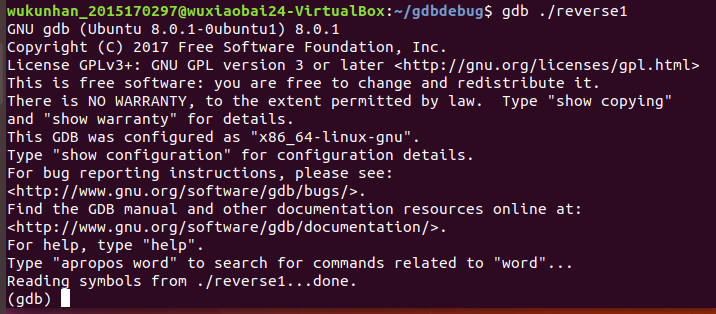 wukunhan_2015170297@wuxiaobai24-VirtualBox:~/gdbdebug$ gdb ./reverse1
GNU gdb (Ubuntu 8.0.1-0ubuntu1) 8.0.1
Copyright (C) 2017 Free Software Foundation, Inc.
License GPLv3+: GNU GPL version 3 or later <http://gnu.org/licenses/gpl.html>
This is free software: you are free to change and redistribute it.
There is NO WARRANTY, to the extent permitted by law.  Type "show copying"
and "show warranty" for details.
This GDB was configured as "x86_64-linux-gnu".
Type "show configuration" for configuration details.
For bug reporting instructions, please see:
<http://www.gnu.org/software/gdb/bugs/>.
Find the GDB manual and other documentation resources online at:
<http://www.gnu.org/software/gdb/documentation/>.
For help, type "help".
Type "apropos word" to search for commands related to "word"...
Reading symbols from ./reverse1...done.
(gdb)